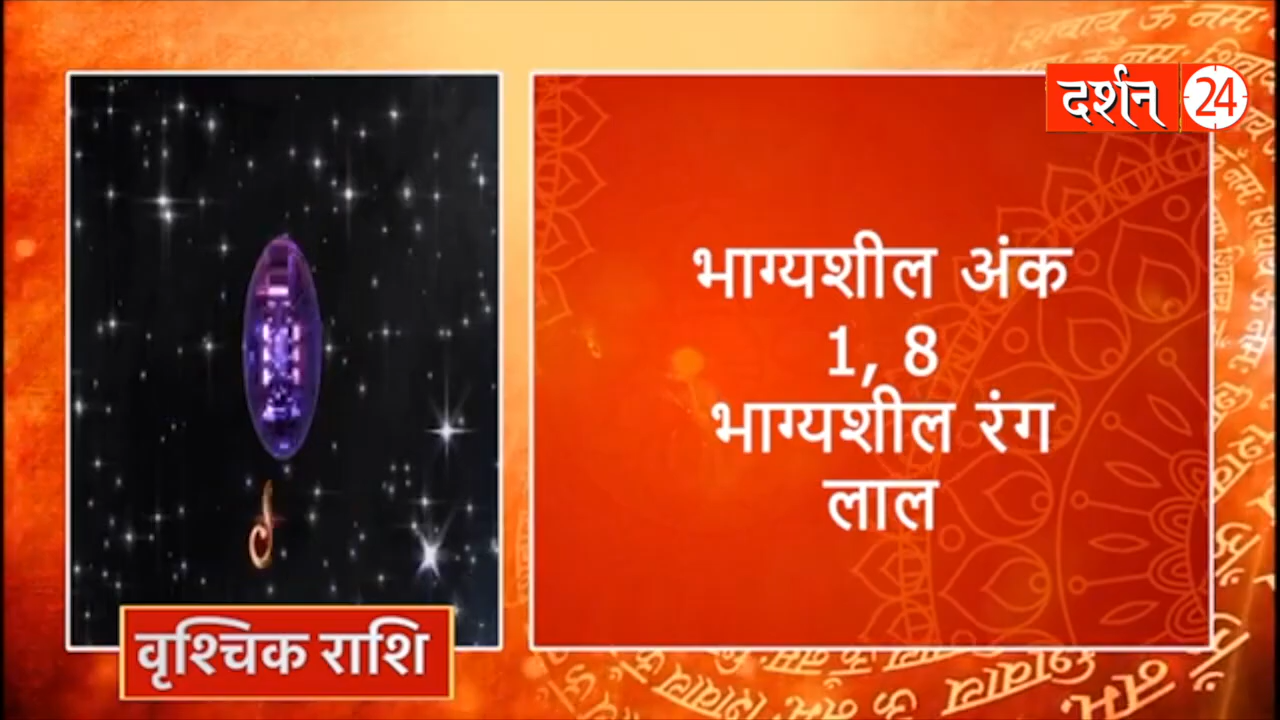 दर्शन 24
भाग्यशील अंक
1, 8
भाग्यशील रंग
लाल
वृश्चिक राशि